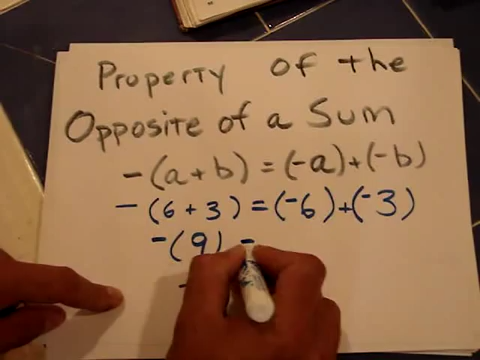 Property of the
Opposite of a Sum
-(a+b)=(-a)+(-b)
-(6+3)=(-6)+(-3)
-(9) =
-